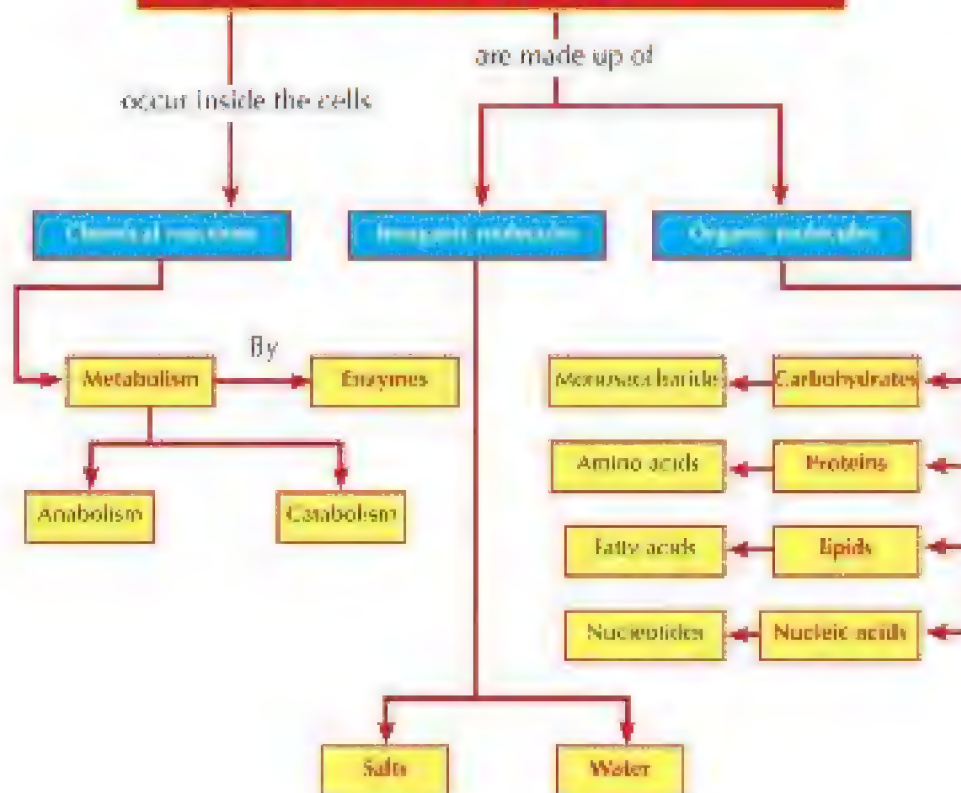 are made up of
occur inside the cells
Chemical reactions
Inorganic molecules
Organic molecules
By
Metabolism
Enzymes
Monosaccharide
Carbohydrates
Amino acids
Proteins
Anabolism
Catabolism
Fatty acids
Lipids
Nucleotides
Nucleic acids
Salts
Water